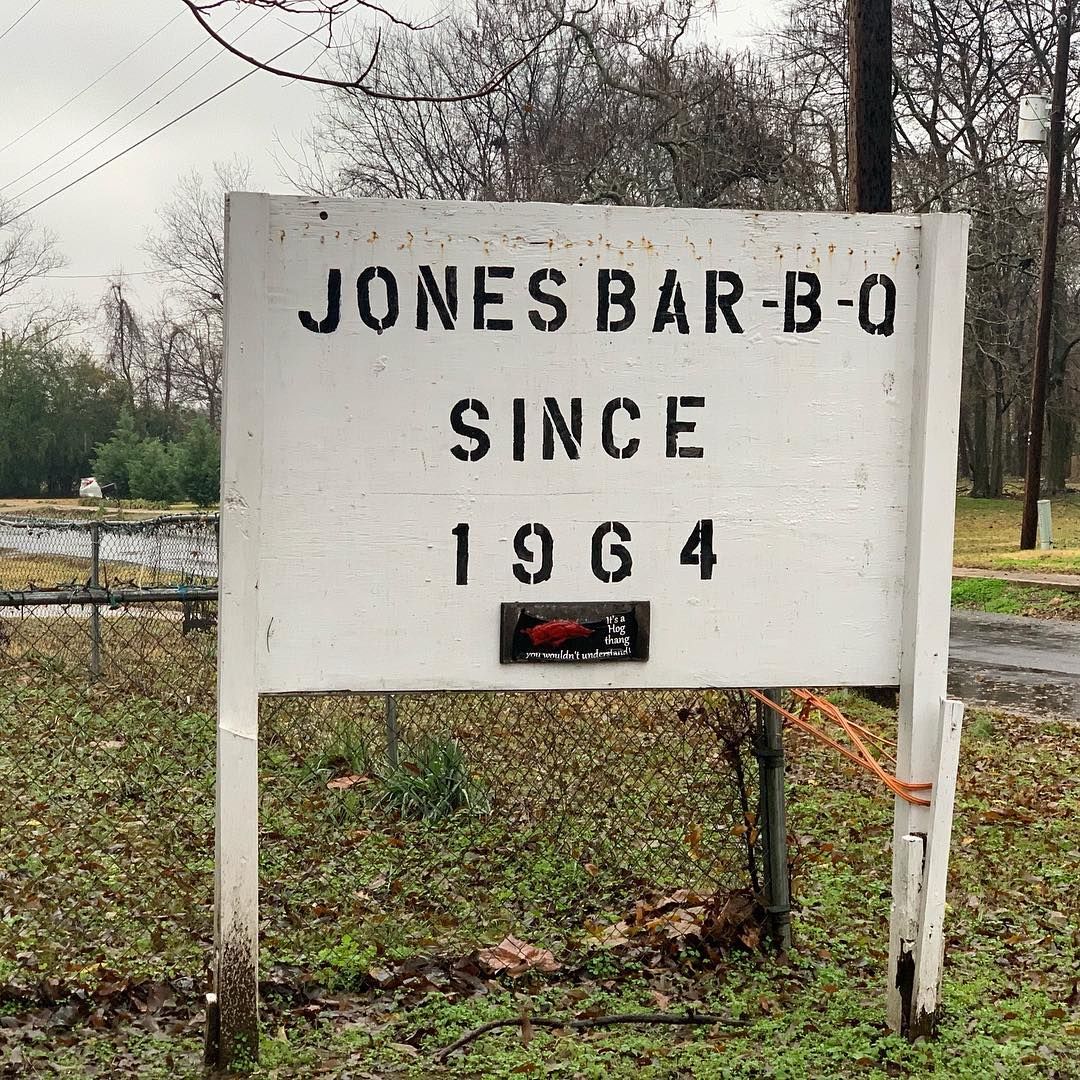 JONES BAR-B-Q
SINCE
1964
It's a
Hog
thang
you wouldn't understand!